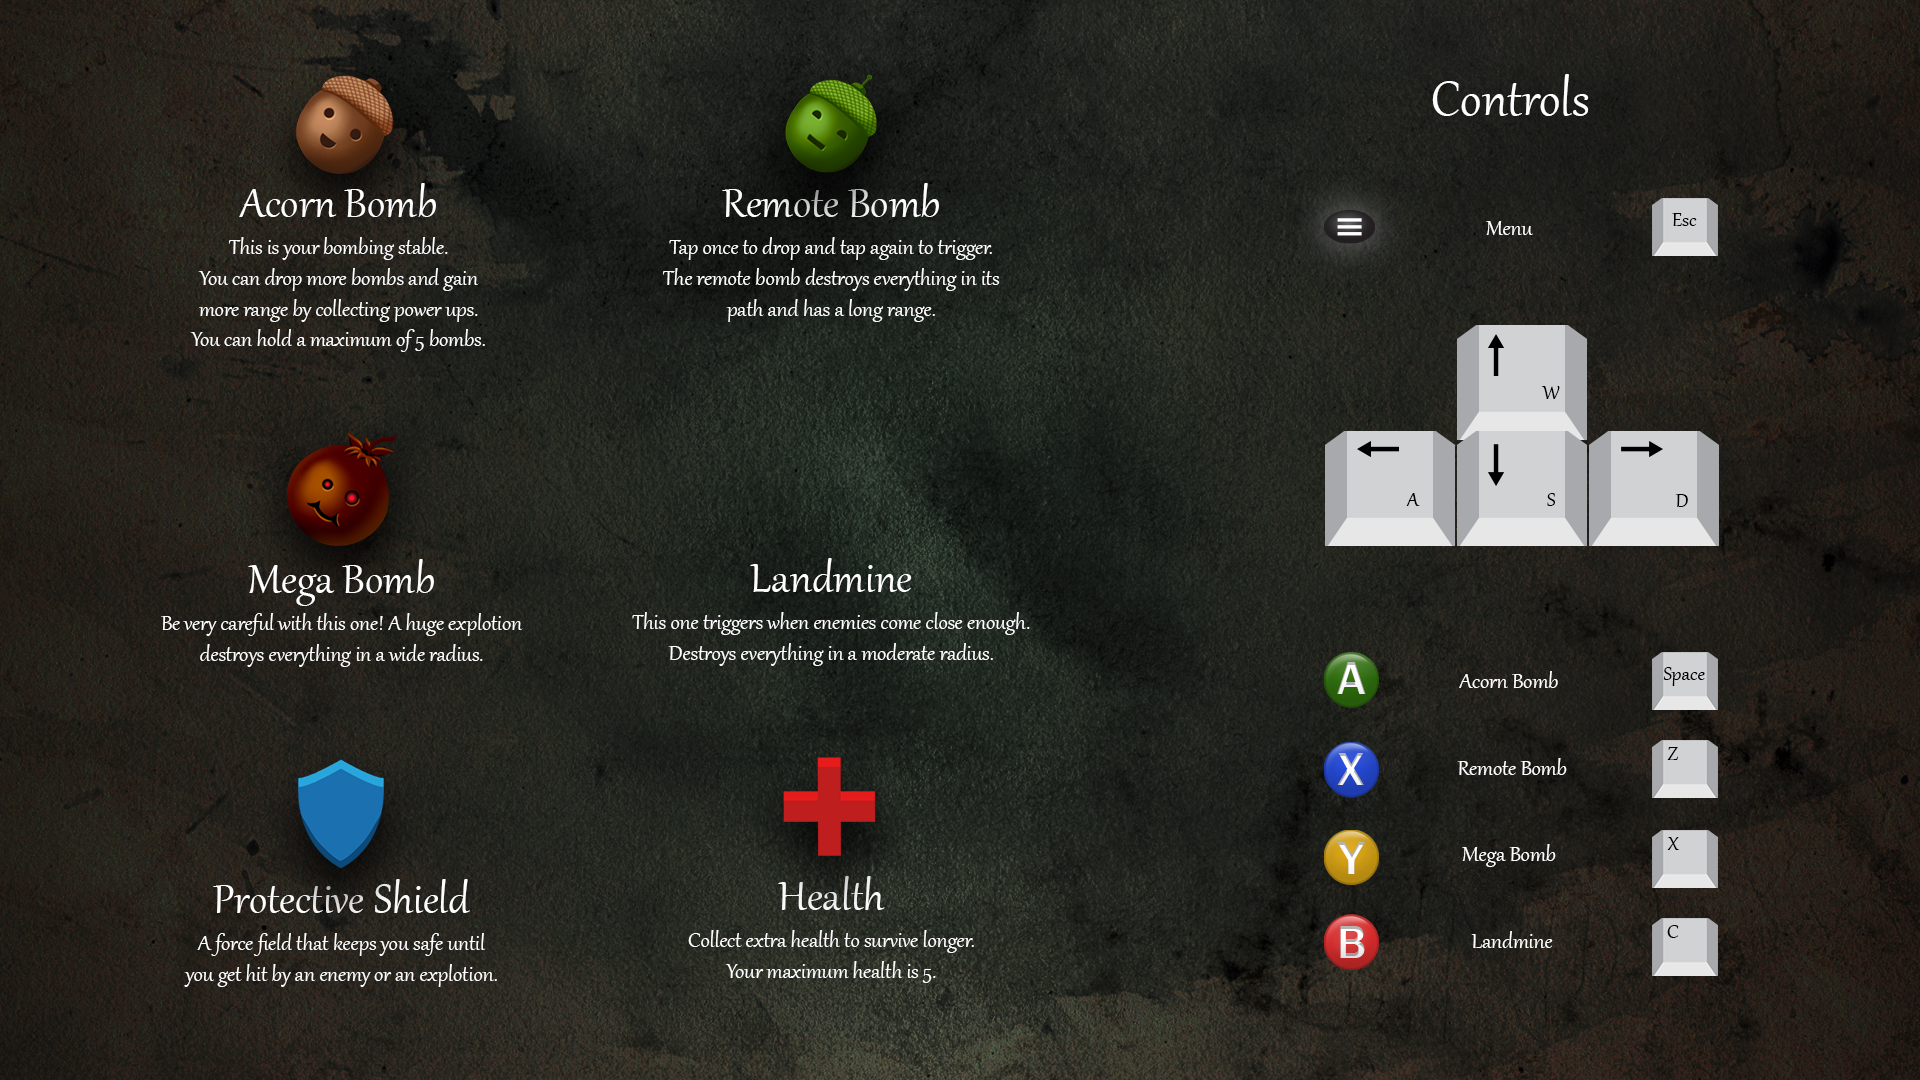 Acorn Bomb
This is your bombing stable.
You can drop more bombs and gain
more range by collecting power ups.
You can hold a maximum of 5 bombs.
Remote Bomb
Tap once to drop and tap again to trigger.
The remote bomb destroys everything in its
path and has a long range.
Mega Bomb
Be very careful with this one! A huge explotion
destroys everything in a wide radius.
Landmine
This one triggers when enemies come close enough.
Destroys everything in a moderate radius.
Protective Shield
A force field that keeps you safe until
you get hit by an enemy or an explotion.
Health
Collect extra health to survive longer.
Your maximum health is 5.
Controls
Menu Esc
W
A S D
A Acorn Bomb Space
X Remote Bomb Z
Y Mega Bomb X
B Landmine C